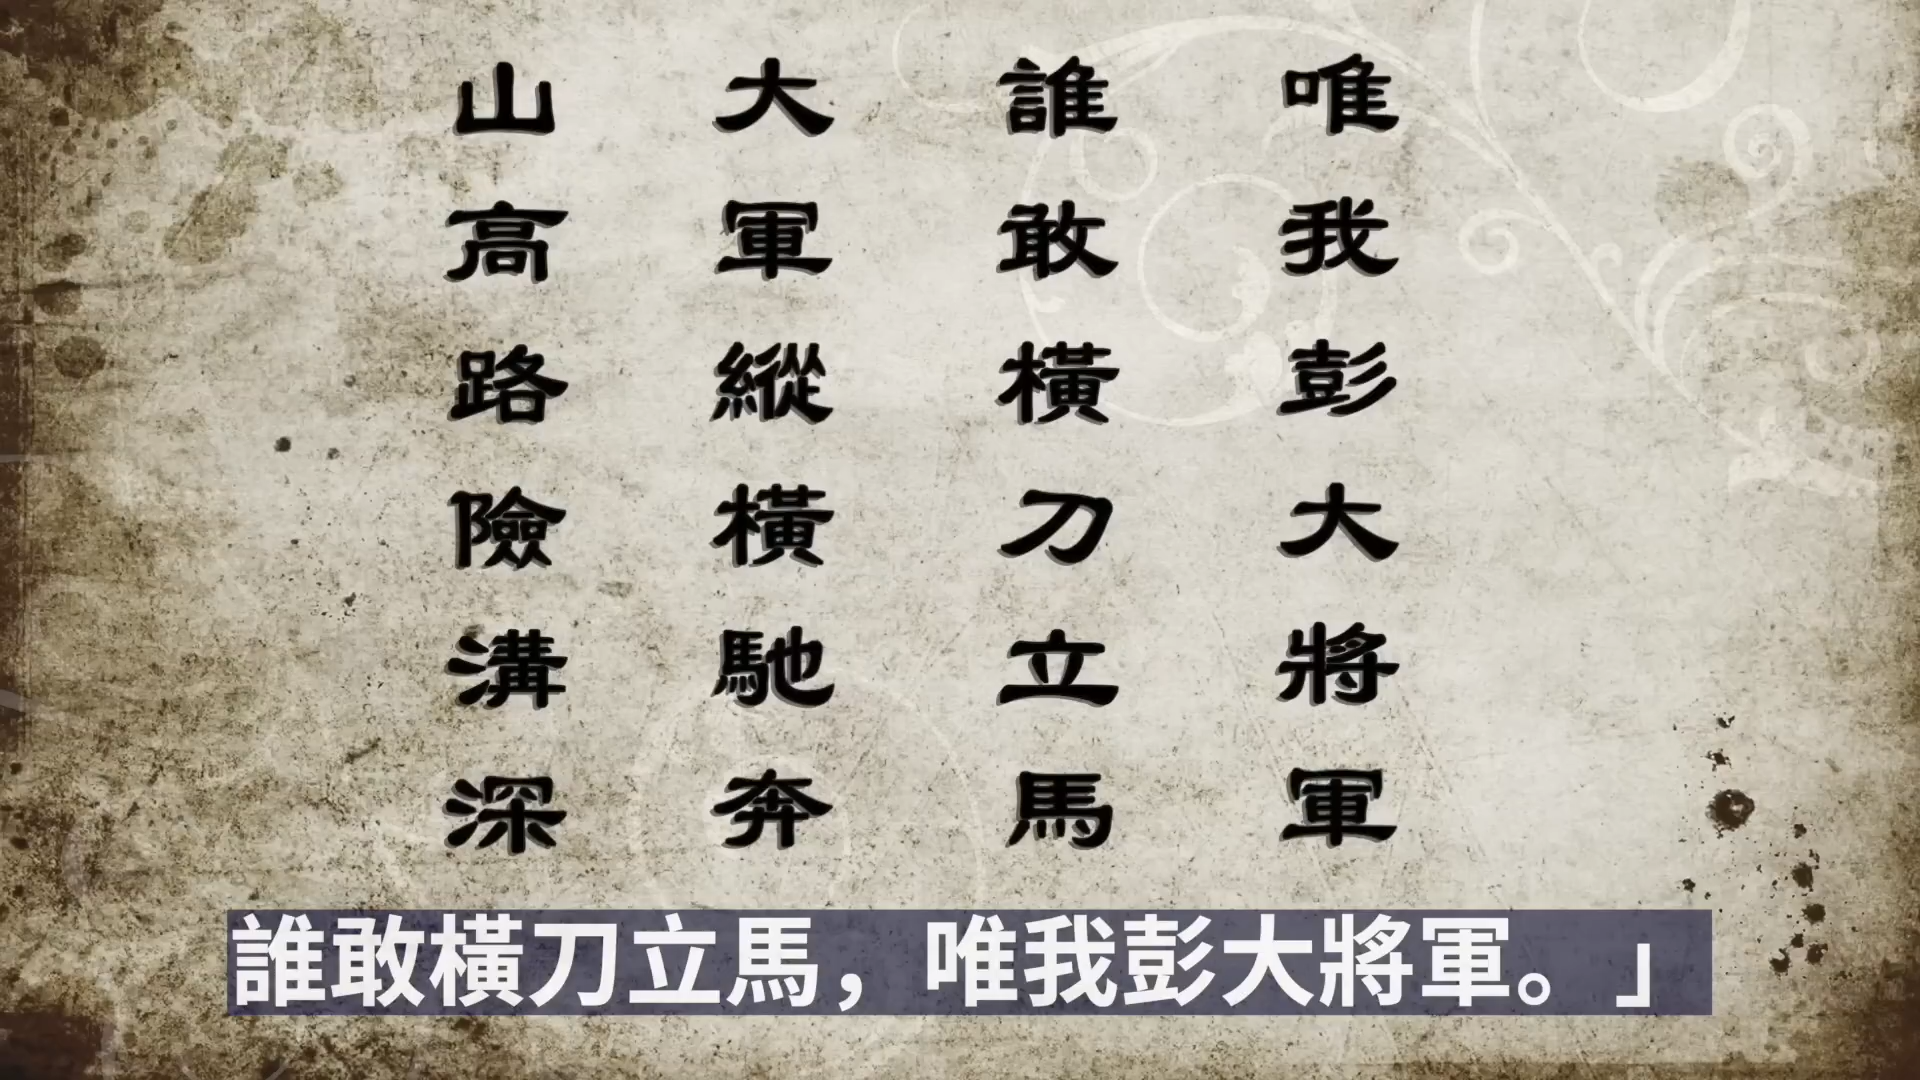 山高路險溝深
大軍縱橫馳奔
誰敢橫刀立馬
唯我彭大將軍
誰敢橫刀立馬，唯我彭大將軍。」